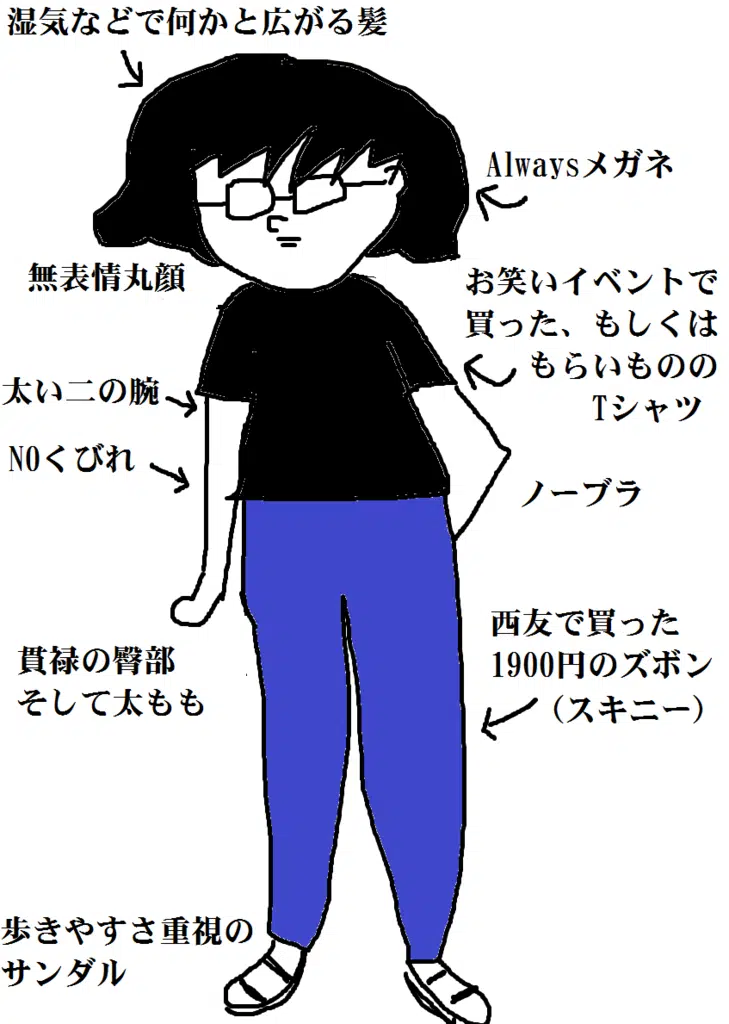 湿気などで何かと広がる髪
Alwaysメガネ
無表情丸顔
お笑いイベントで
買った、もしくは
もらいものの
Tシャツ
太い二の腕
NOくびれ
ノーブラ
西友で買った
1900円のズボン
（スキニー）
貫禄の臀部
そして太もも
歩きやすさ重視の
サンダル